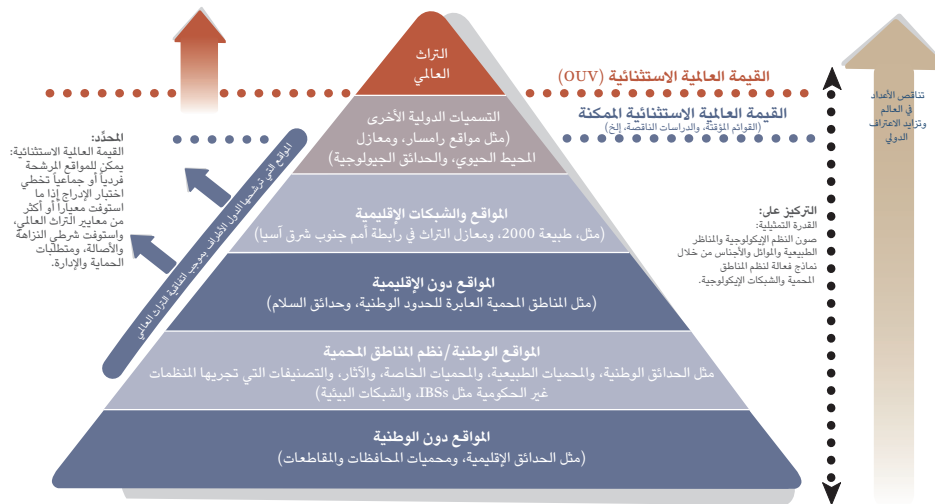 التراث
العالمي
القيمة العالمية الاستثنائية (OUV)
القيمة العالمية الاستثنائية الممكنة
(القوائم المؤقتة، والدراسات الناقصة، إلخ)
التسميات الدولية الأخرى
(مثل مواقع رامسار، ومعازل
المحيط الحيوي، والحدائق الجيولوجية)
المواقع والشبكات الإقليمية
(مثل، طبيعة 2000، ومعازل التراث في رابطة أمم جنوب شرق آسيا)
المواقع دون الإقليمية
(مثل المناطق المحمية العابرة للحدود الوطنية، وحدائق السلام)
المواقع الوطنية/نظم المناطق المحمية
مثل الحدائق الوطنية، والمحميات الطبيعية، والمحميات الخاصة، والآثار، والتصنيفات التي تجريها المنظمات
غير الحكومية مثل IBSs، والشبكات البيئية)
المواقع دون الوطنية
(مثل الحدائق الإقليمية، ومحميات المحافظات والمقاطعات)
تناقص الأعداد
في العالم
وتزايد الاعتراف
الدولي
التركيز على:
القدرة التمثيلية:
صون النظم الإيكولوجية والمناظر
الطبيعية والموائل والأجناس من خلال
نماذج فعالة لنظم المناطق
المحمية والشبكات الإيكولوجية.
المحدِّد:
القيمة العالمية الاستثنائية:
يمكن للمواقع المرشحة
فردياً أو جماعياً تخطي
اختبار الإدراج إذا ما
استوفت معياراً أو أكثر
من معايير التراث العالمي،
واستوفت شرطي النزاهة
والأصالة، ومتطلبات
الحماية والإدارة.
المواقع التي ترشحها الدول الأطراف بموجب اتفاقية التراث العالمي